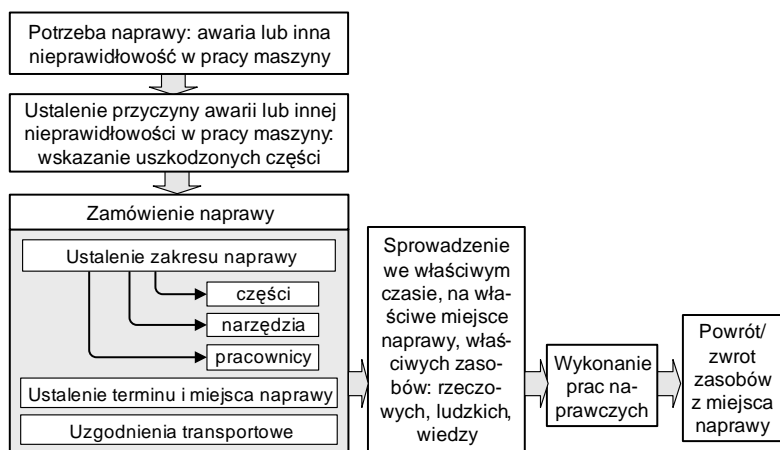 Potrzeba naprawy: awaria lub inna
nieprawidłowość w pracy maszyny
Ustalenie przyczyny awarii lub innej
nieprawidłowości w pracy maszyny:
wskazanie uszkodzonych części
Zamówienie naprawy
Ustalenie zakresu naprawy
części
narzędzia
pracownicy
Ustalenie terminu i miejsca naprawy
Uzgodnienia transportowe
Sprowadzenie
we właściwym
czasie, na wła-
ściwe miejsce
naprawy, właś-
ciwych zaso-
bów: rzeczo-
wych, ludzkich,
wiedzy
Wykonanie
prac na-
prawczych
Powrót/
zwrot
zasobów
z miejsca
naprawy